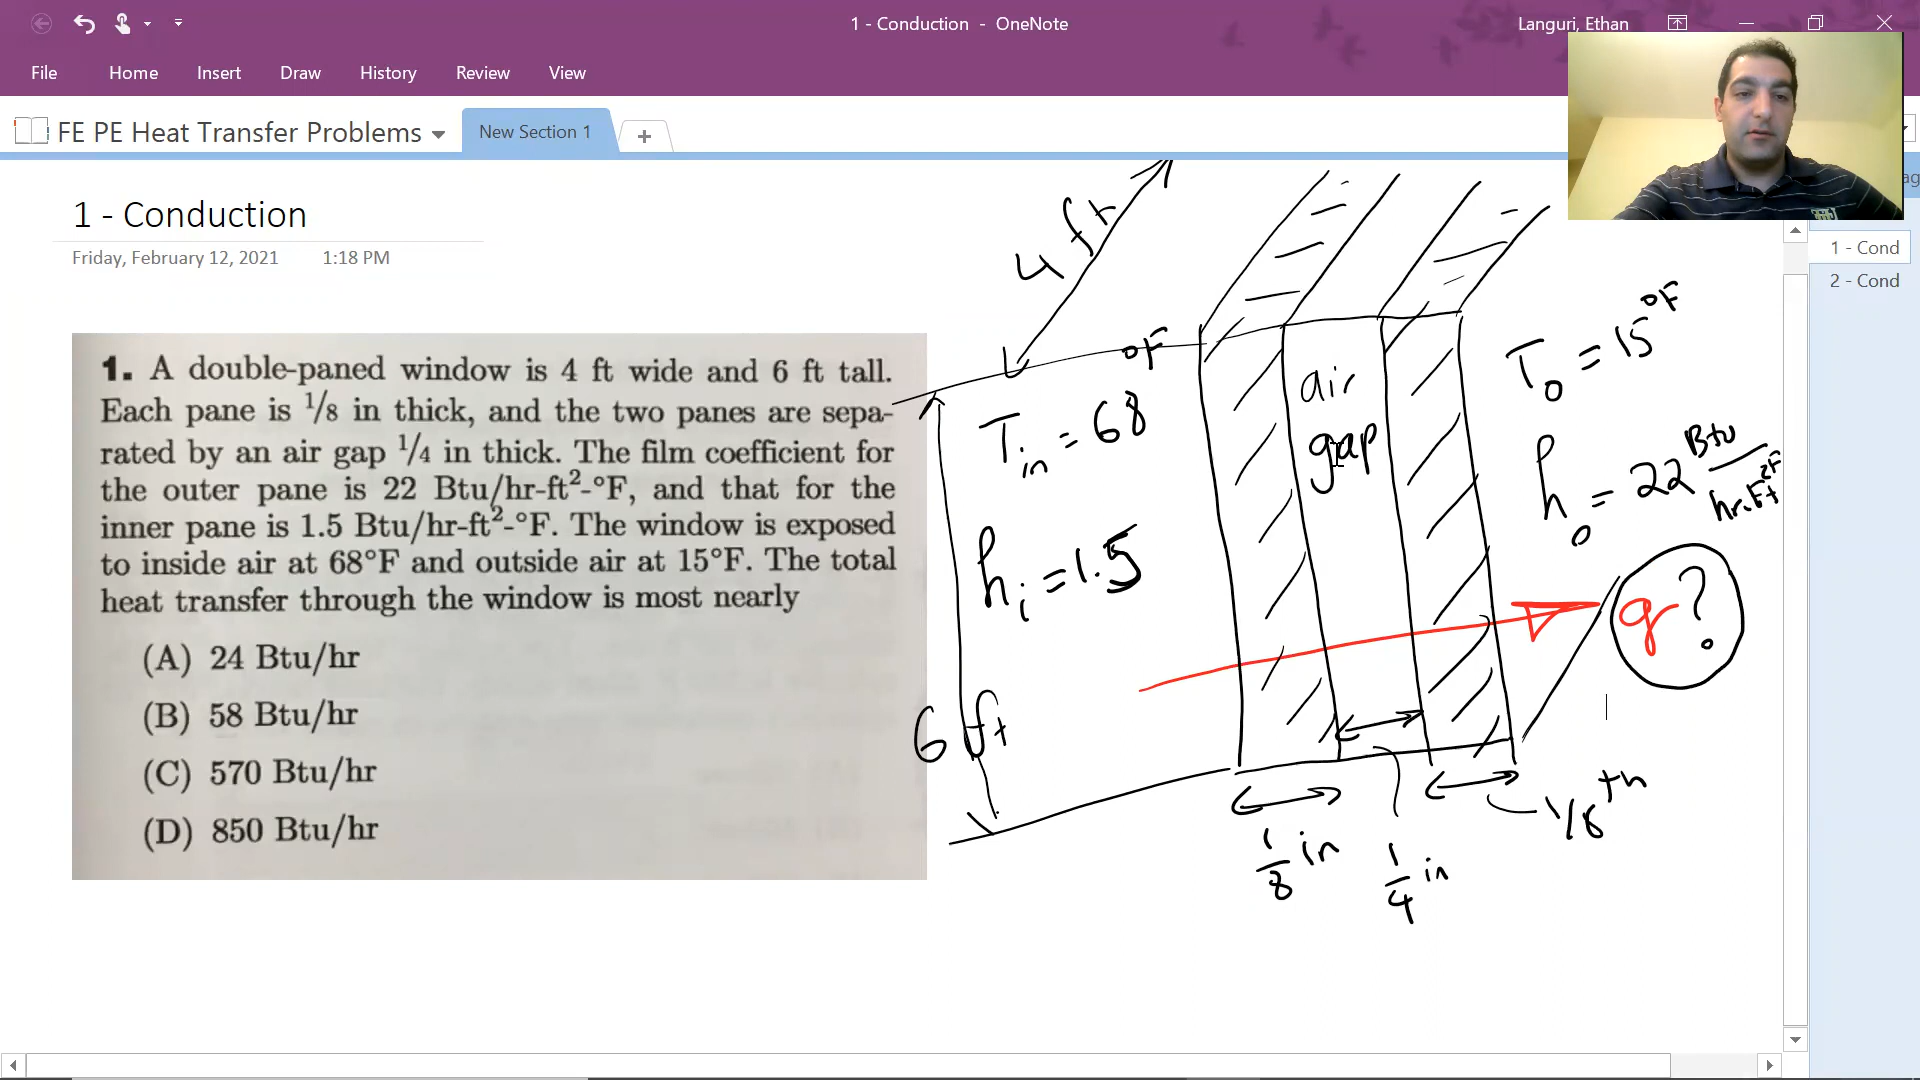 1 - Conduction - OneNote
Languri, Ethan
File Home Insert Draw History Review View
FE PE Heat Transfer Problems
New Section 1
+
1 - Conduction
Friday, February 12, 2021 1:18 PM
1 - Cond
2 - Cond
1. A double-paned window is 4 ft wide and 6 ft tall.
Each pane is 1/8 in thick, and the two panes are sepa-
rated by an air gap 1/4 in thick. The film coefficient for
the outer pane is 22 Btu/hr-ft²-°F, and that for the
inner pane is 1.5 Btu/hr-ft²-°F. The window is exposed
to inside air at 68°F and outside air at 15°F. The total
heat transfer through the window is most nearly
(A) 24 Btu/hr
(B) 58 Btu/hr
(C) 570 Btu/hr
(D) 850 Btu/hr
4 ft
T_in = 68 °F
h_i = 1.5
6 ft
air
gap
T_o = 15 °F
h_o = 22 Btu/hr.Ft² °F
q?
1/8 in
1/4 in
1/8 th